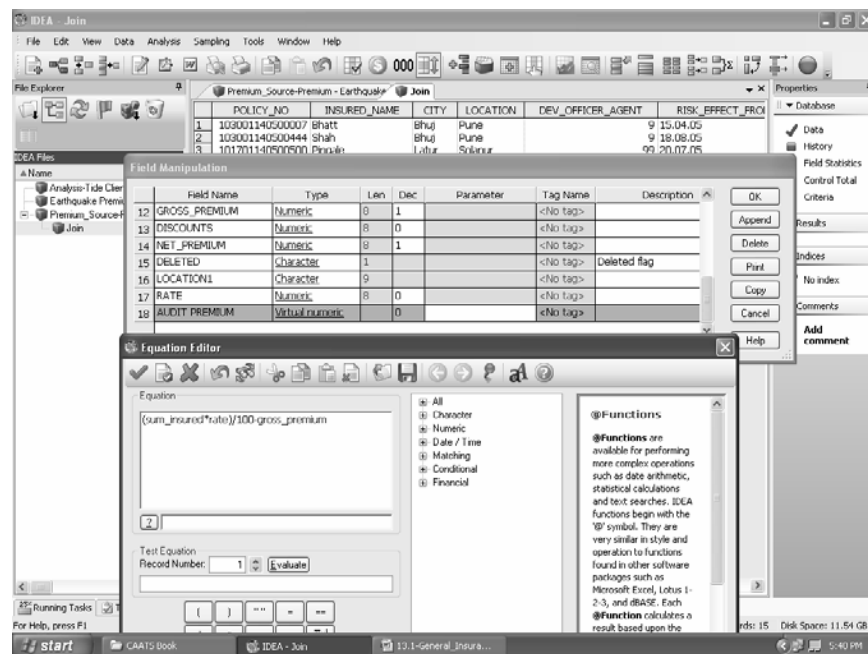 IDEA - Join
File Edit View Data Analysis Sampling Tools Window Help
000
File Explorer
Premium_Source-Premium - Earthquake
Join
Properties
POLICY_NO INSURED_NAME CITY LOCATION DEV_OFFICER_AGENT RISK_EFFECT_FROI
1 103001140500007 Bhatt Bhuj Pune 9 15.04.05
2 103001140500444 Shah Bhuj Pune 9 18.08.05
3 101701140500500 Pingale Latur Solapur 99 20.07.05
Database
Data
History
Field Statistics
Control Total
Criteria
Results
Indices
No index
Comments
Add comment
IDEA Files
Name
Analysis-Tide Clier
Earthquake Premiu
Premium_Source-P
Join
Field Manipulation
Field Name Type Len Dec Parameter Tag Name Description
12 GROSS_PREMIUM Numeric 8 1 <No tag>
13 DISCOUNTS Numeric 8 0 <No tag>
14 NET_PREMIUM Numeric 8 1 <No tag>
15 DELETED Character 1 <No tag> Deleted flag
16 LOCATION1 Character 9 <No tag>
17 RATE Numeric 8 0 <No tag>
18 AUDIT PREMIUM Virtual numeric 0 <No tag>
OK
Append
Delete
Print
Copy
Cancel
Help
Equation Editor
Equation
(sum_insured*rate)/100-gross_premium
?
Test Equation
Record Number: 1 Evaluate
( ) "" = ==
All
Character
Numeric
Date / Time
Matching
Conditional
Financial
@Functions
@Functions are
available for performing
more complex operations
such as date arithmetic,
statistical calculations
and text searches. IDEA
functions begin with the
'@' symbol. They are
very similar in style and
operation to functions
found in other software
packages such as
Microsoft Excel, Lotus 1-
2-3, and dBASE. Each
@Function calculates a
result based upon the
Running Tasks T
For Help, press F1
rds: 15 Disk Space: 11.54 GB
start
CAATS Book
IDEA - Join
13.1-General_Insura...
5:40 PM